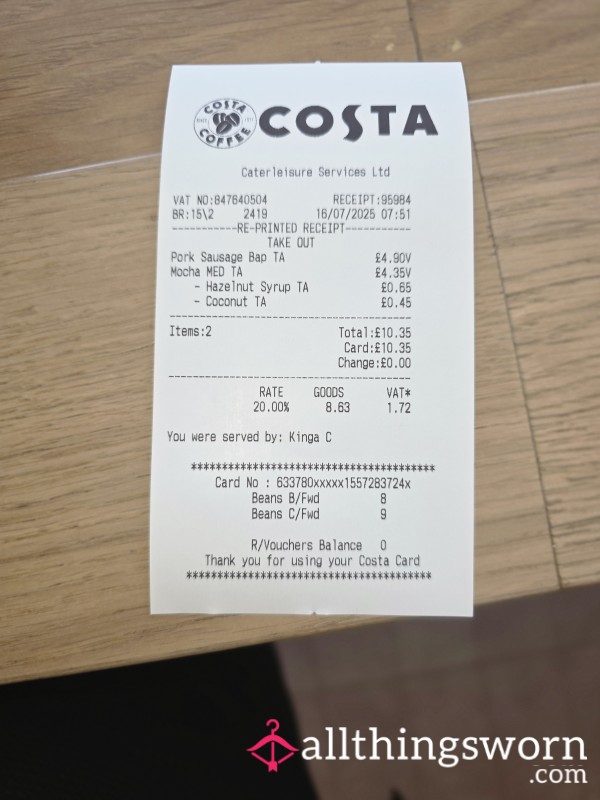 COSTA
COFFEE
COSTA
Caterleisure Services Ltd
VAT NO:847640504 RECEIPT:95984
BR:15\2 2419 16/07/2025 07:51
-----------RE-PRINTED RECEIPT-----------
TAKE OUT
Pork Sausage Bap TA £4.90V
Mocha MED TA £4.35V
- Hazelnut Syrup TA £0.65
- Coconut TA £0.45
----------------------------------------
Items:2 Total:£10.35
Card:£10.35
Change:£0.00
----------------------------------------
RATE GOODS VAT*
20.00% 8.63 1.72
You were served by: Kinga C
****************************************
Card No : 633780xxxxx1557283724x
Beans B/Fwd 8
Beans C/Fwd 9
R/Vouchers Balance 0
Thank you for using your Costa Card
****************************************
allthingsworn
.com